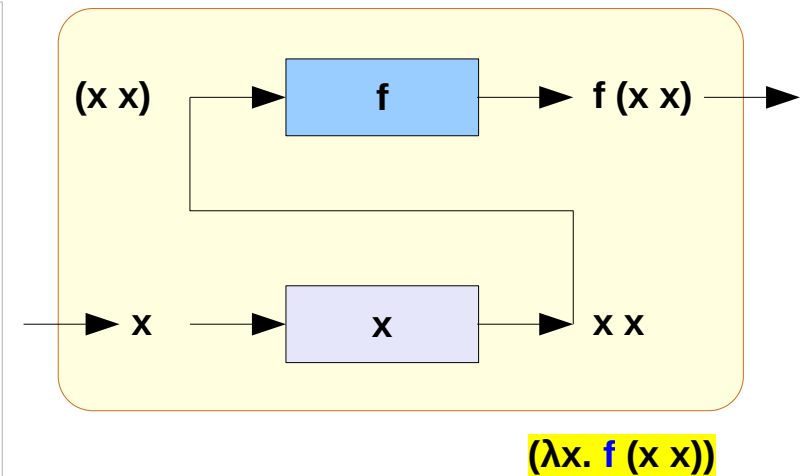 (x x) f f (x x)
x x x x
(λx. f (x x))